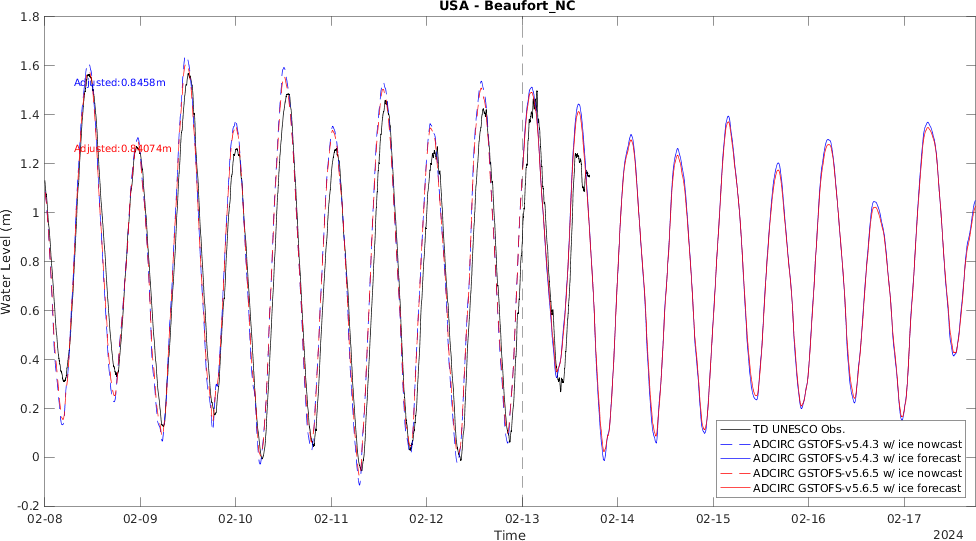 USA - Beaufort_NC
1.8
1.6
1.4
1.2
1
0.8
0.6
0.4
0.2
0
-0.2
Water Level (m)
Adjusted:0.8458m
Adjusted:0.84074m
TD UNESCO Obs.
ADCIRC GSTOFS-v5.4.3 w/ ice nowcast
ADCIRC GSTOFS-v5.4.3 w/ ice forecast
ADCIRC GSTOFS-v5.6.5 w/ ice nowcast
ADCIRC GSTOFS-v5.6.5 w/ ice forecast
02-08 02-09 02-10 02-11 02-12 02-13 02-14 02-15 02-16 02-17
Time
2024